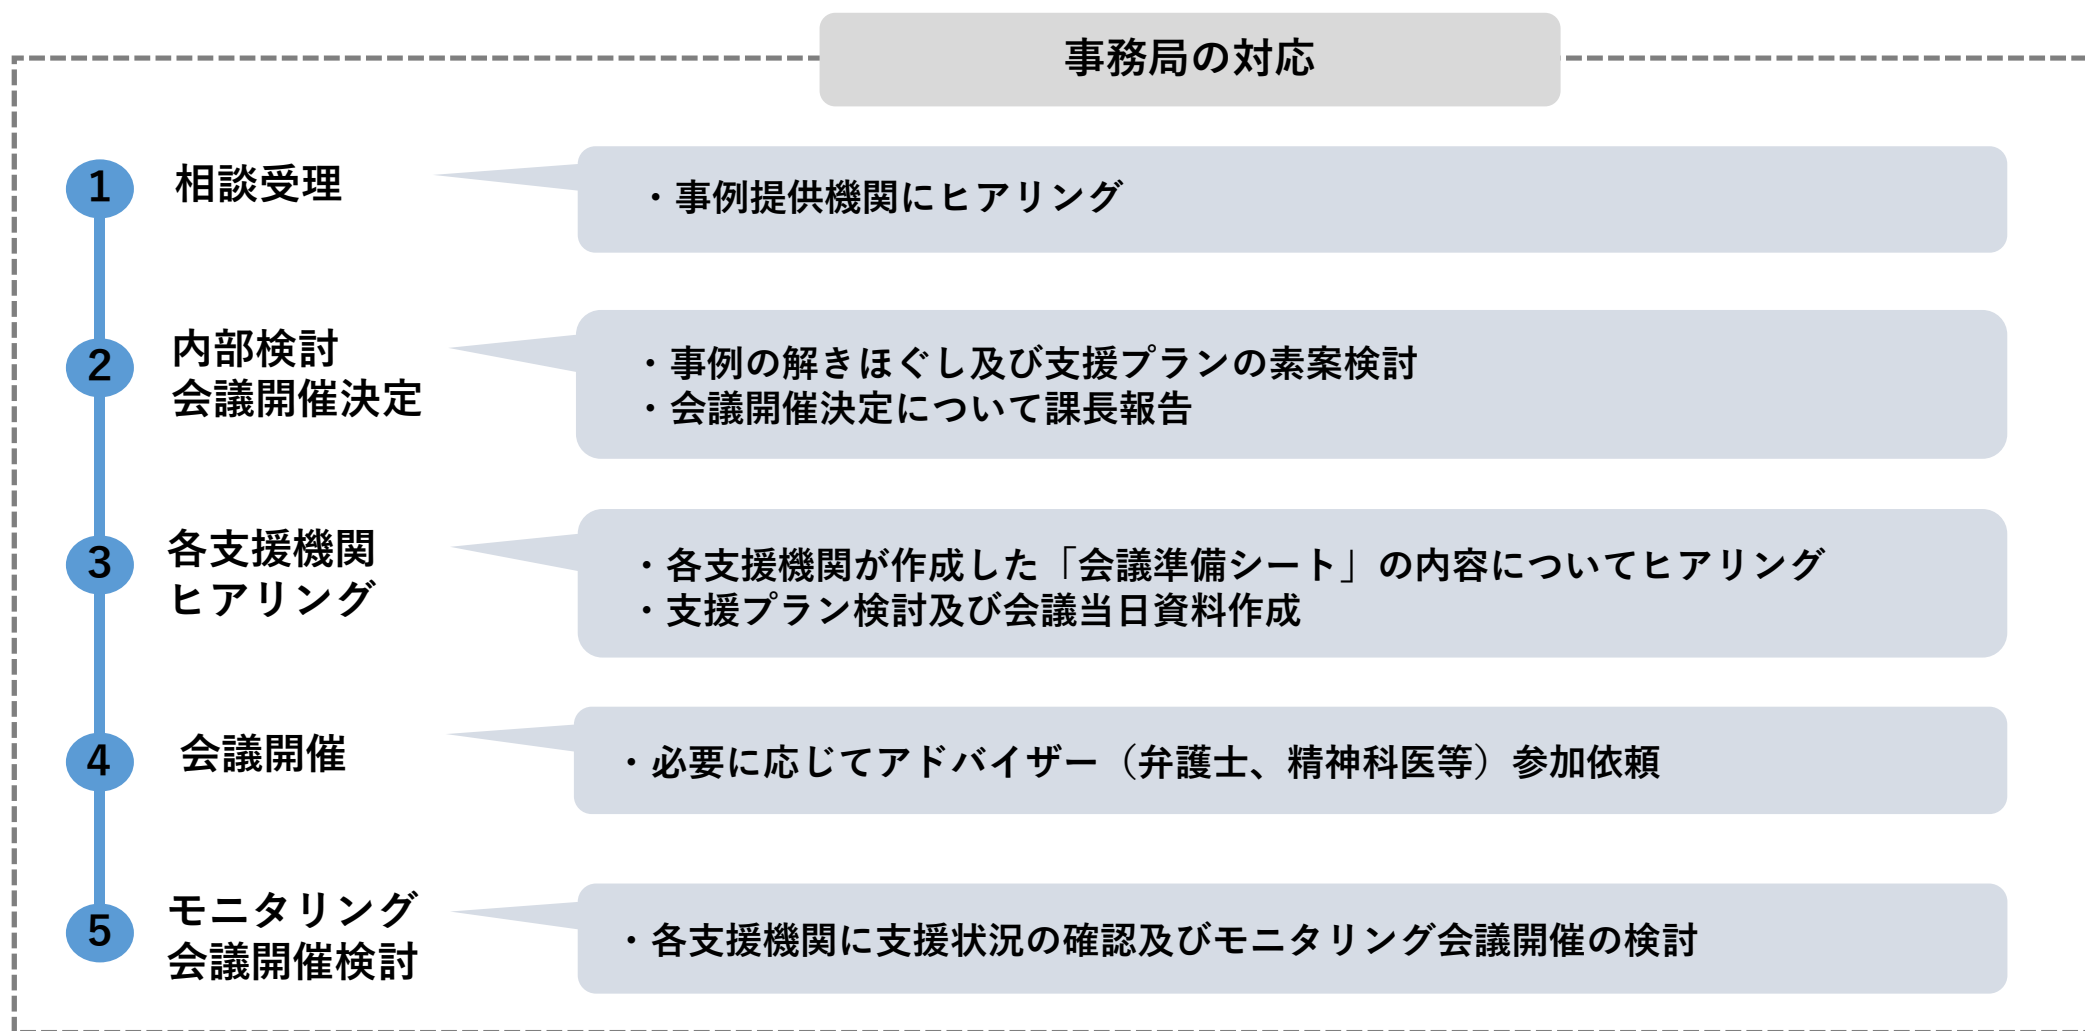 事務局の対応
1
相談受理
・事例提供機関にヒアリング
2
内部検討
会議開催決定
・事例の解きほぐし及び支援プランの素案検討
・会議開催決定について課長報告
3
各支援機関
ヒアリング
・各支援機関が作成した「会議準備シート」の内容についてヒアリング
・支援プラン検討及び会議当日資料作成
4
会議開催
・必要に応じてアドバイザー（弁護士、精神科医等）参加依頼
5
モニタリング
会議開催検討
・各支援機関に支援状況の確認及びモニタリング会議開催の検討